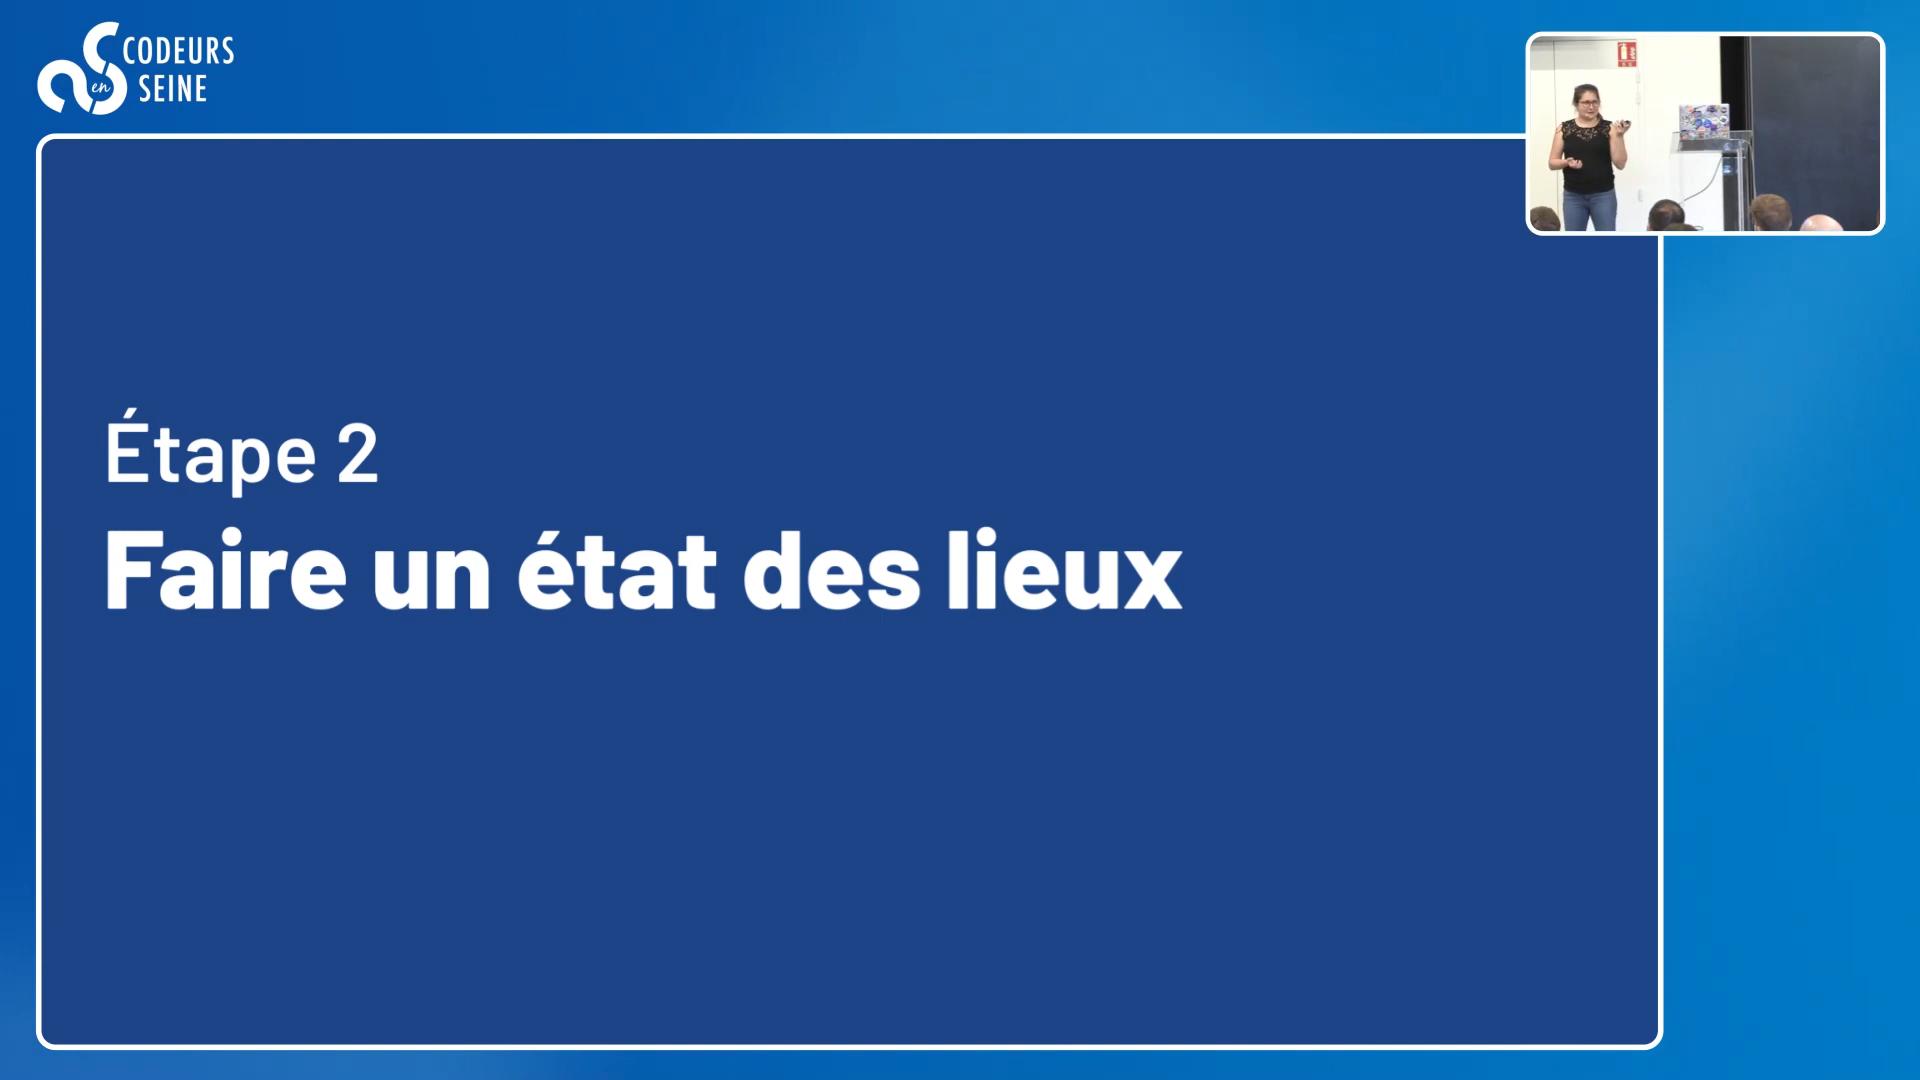 CODEURS
en
SEINE
Étape 2
Faire un état des lieux